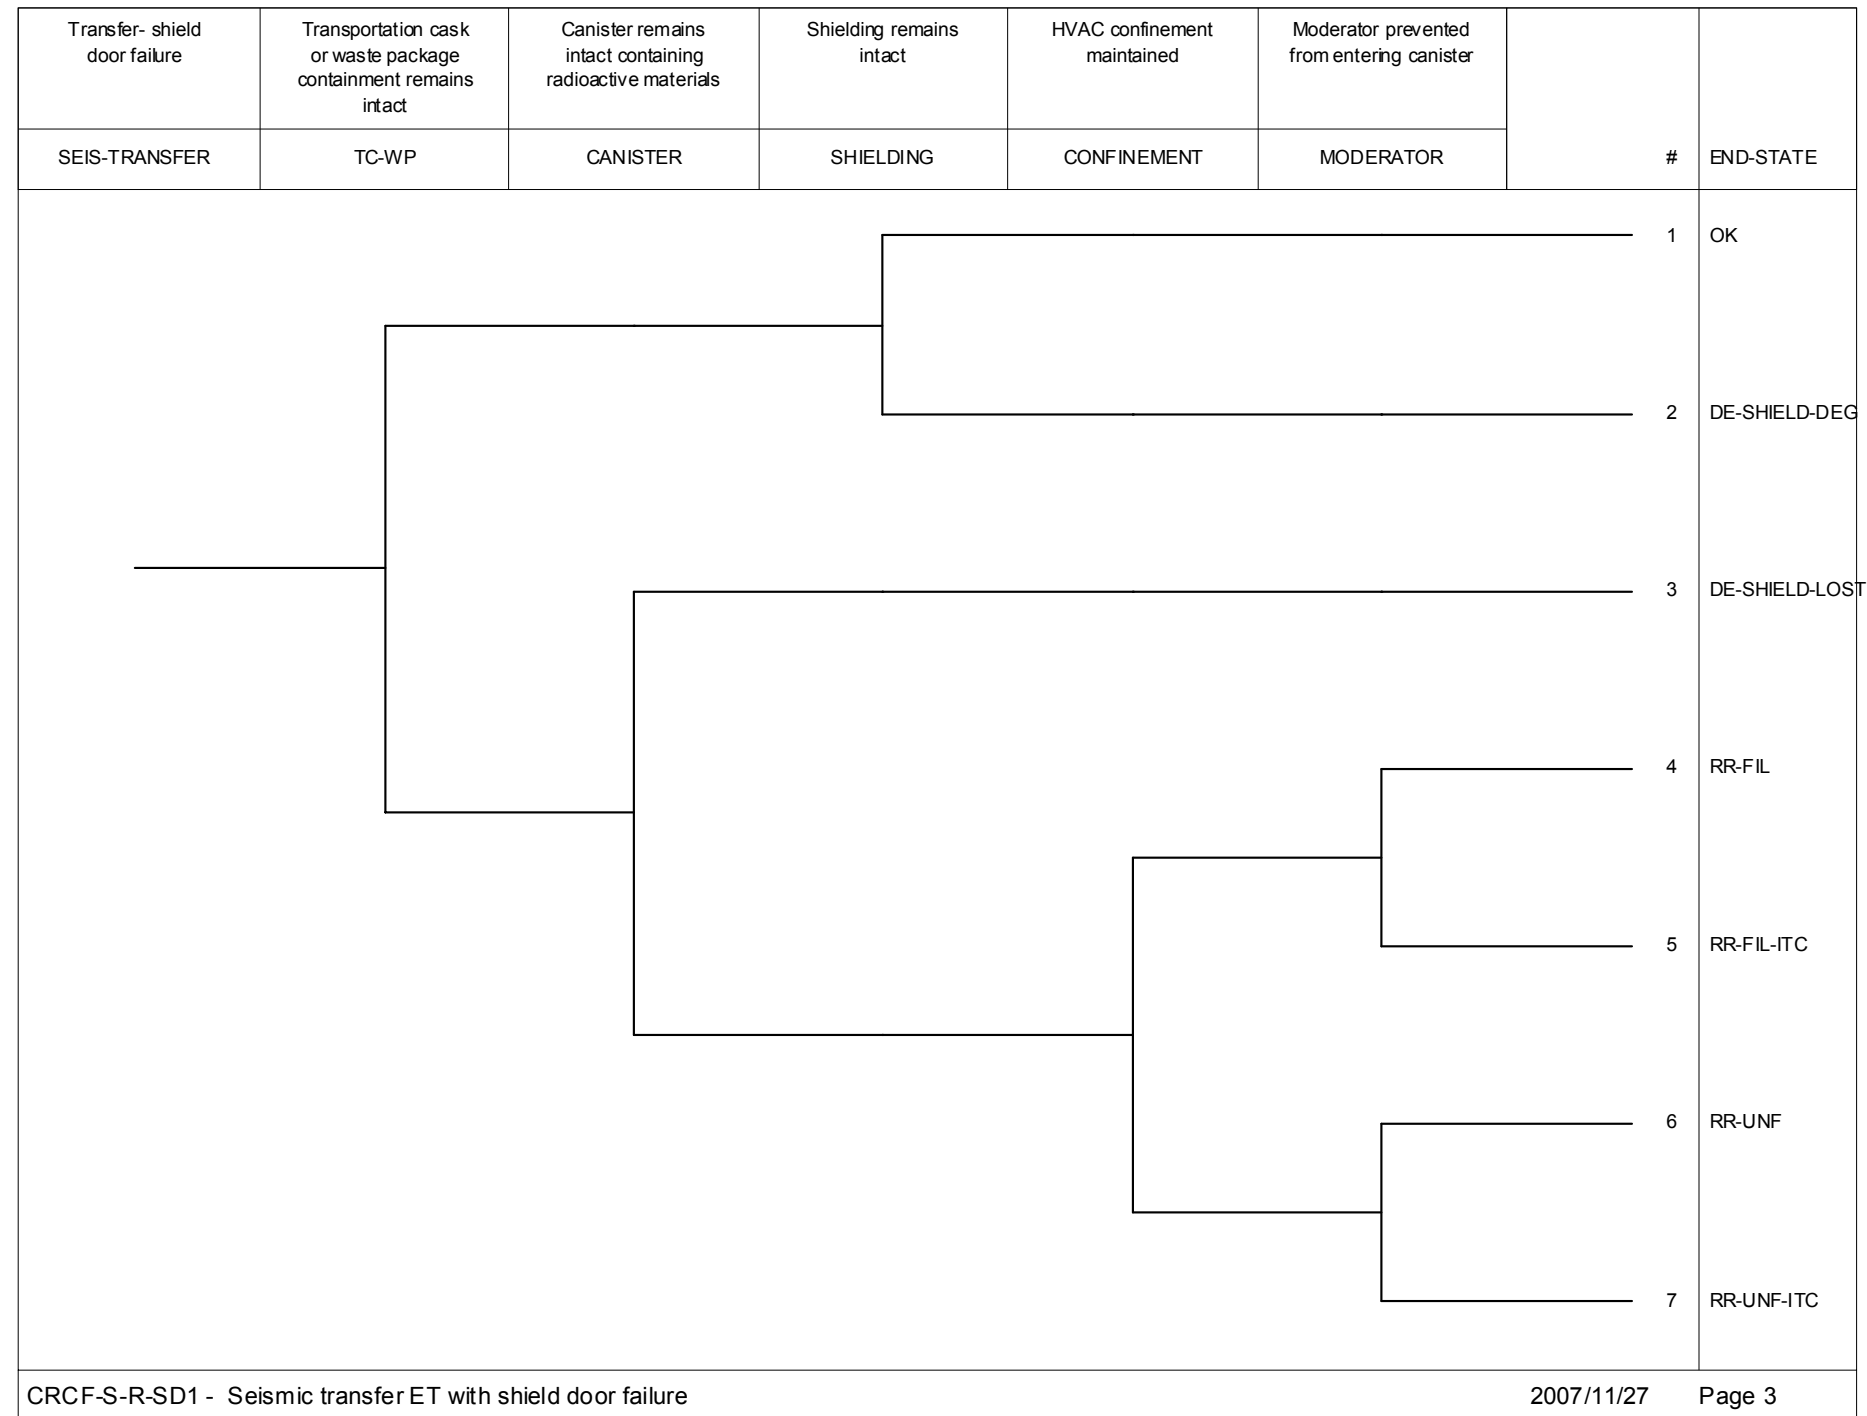 Transfer- shield
door failure
Transportation cask
or waste package
containment remains
intact
Canister remains
intact containing
radioactive materials
Shielding remains
intact
HVAC confinement
maintained
Moderator prevented
from entering canister
SEIS-TRANSFER
TC-WP
CANISTER
SHIELDING
CONFINEMENT
MODERATOR
#
END-STATE
1 OK
2 DE-SHIELD-DEG
3 DE-SHIELD-LOST
4 RR-FIL
5 RR-FIL-ITC
6 RR-UNF
7 RR-UNF-ITC
CRCF-S-R-SD1 - Seismic transfer ET with shield door failure
2007/11/27 Page 3